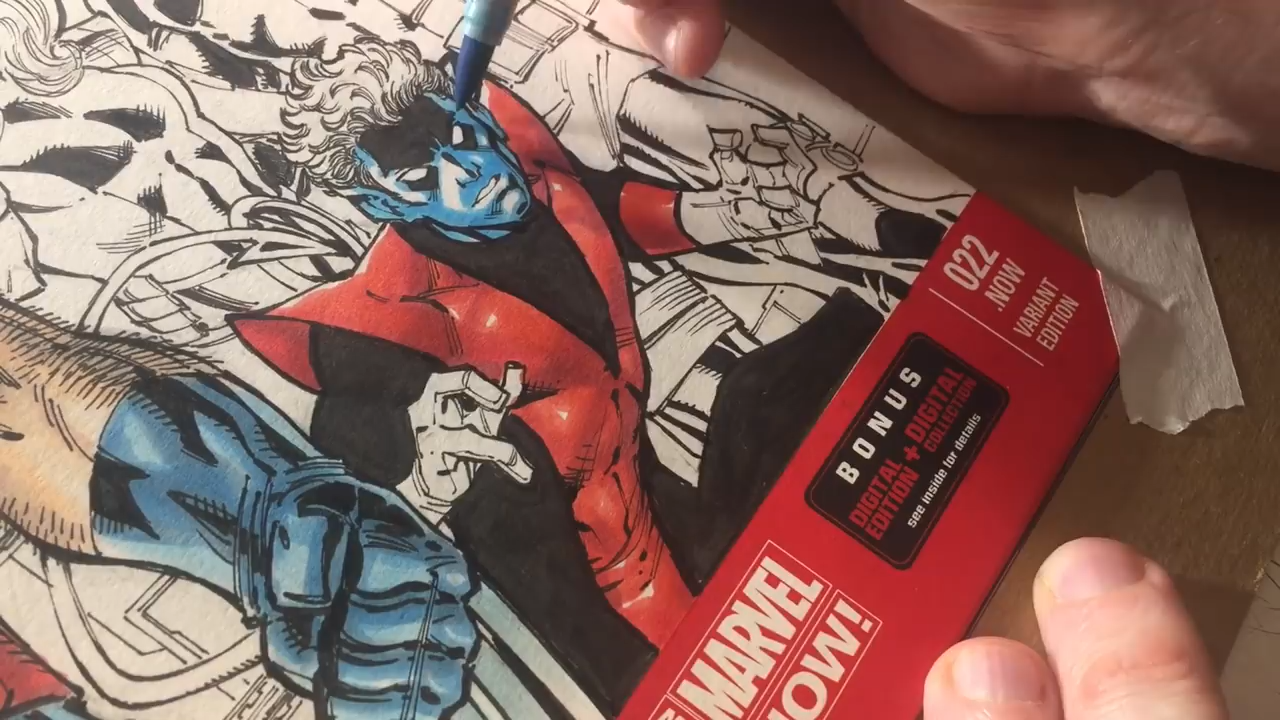 022
.NOW
VARIANT
EDITION
BONUS
DIGITAL
EDITION + DIGITAL
COLLECTION
see inside for details
MARVEL
NOW!